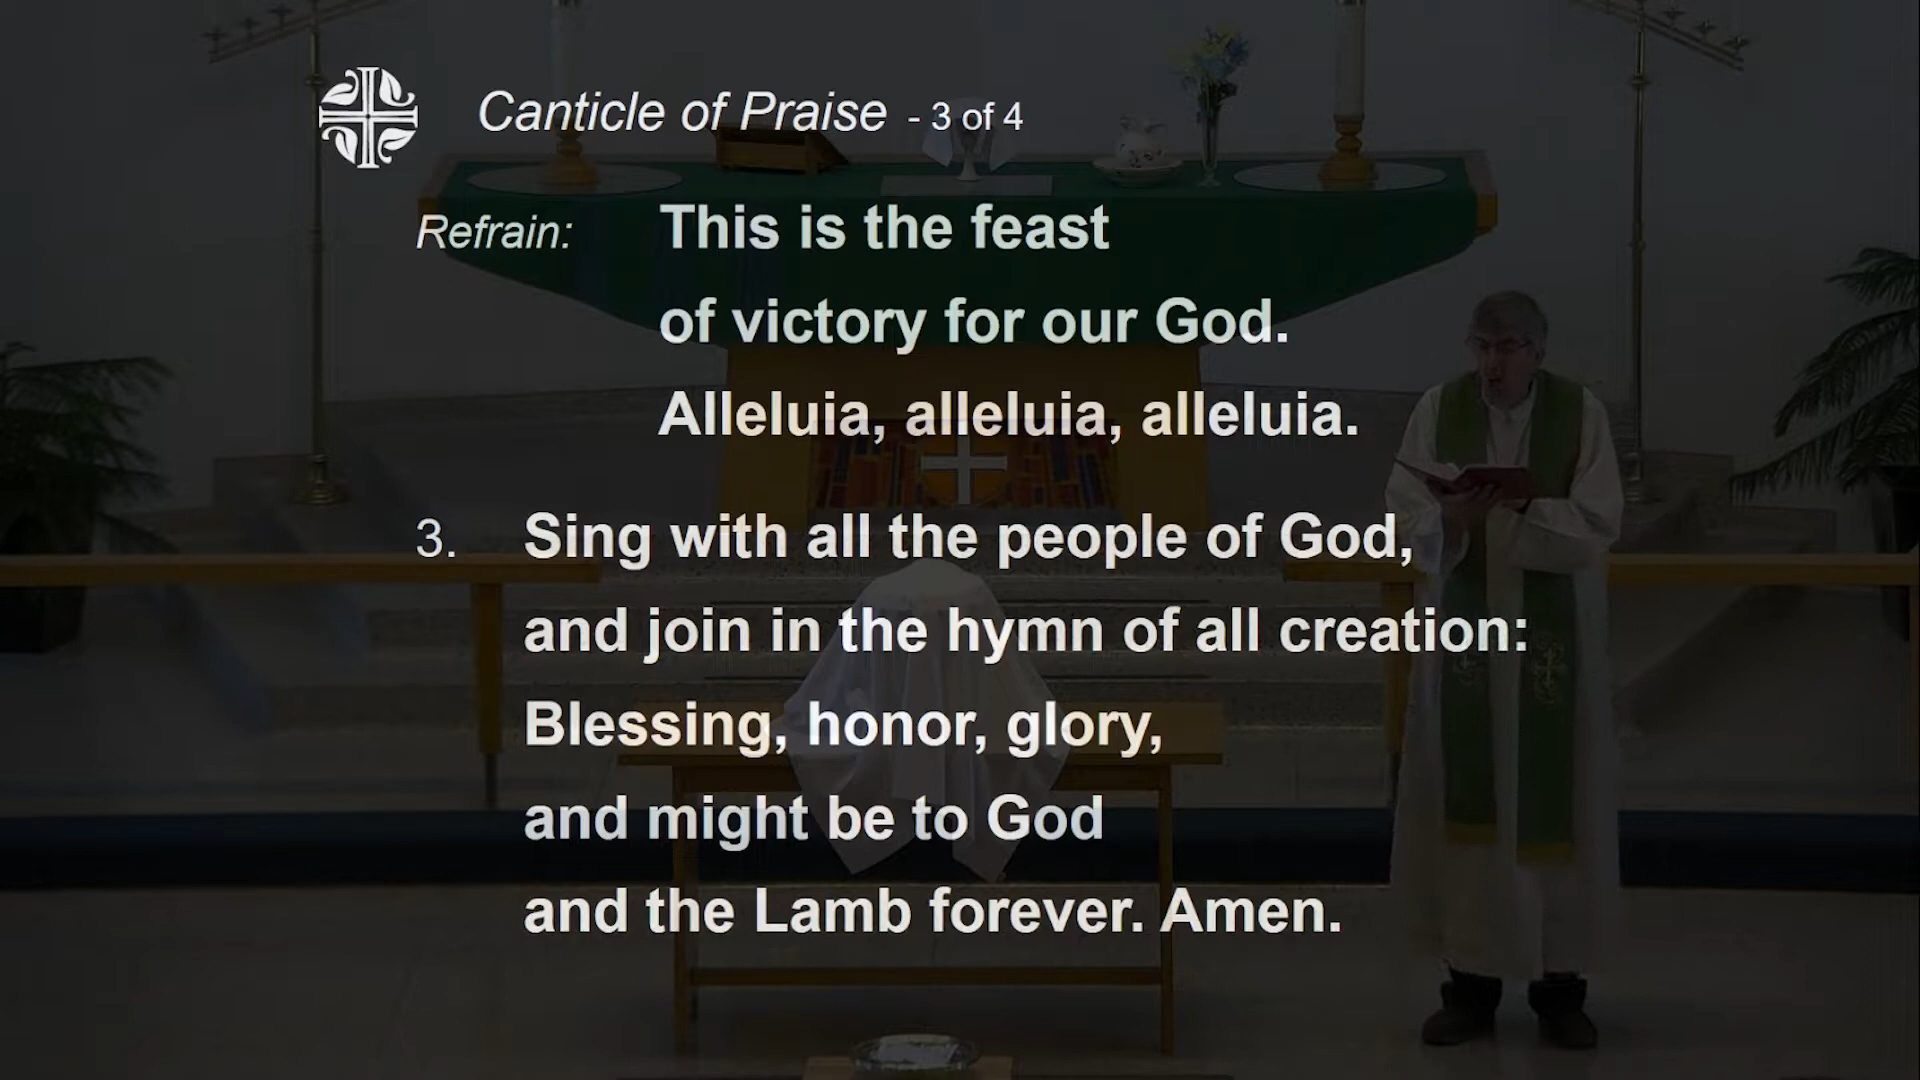 Canticle of Praise - 3 of 4
Refrain: This is the feast
of victory for our God.
Alleluia, alleluia, alleluia.
3. Sing with all the people of God,
and join in the hymn of all creation:
Blessing, honor, glory,
and might be to God
and the Lamb forever. Amen.